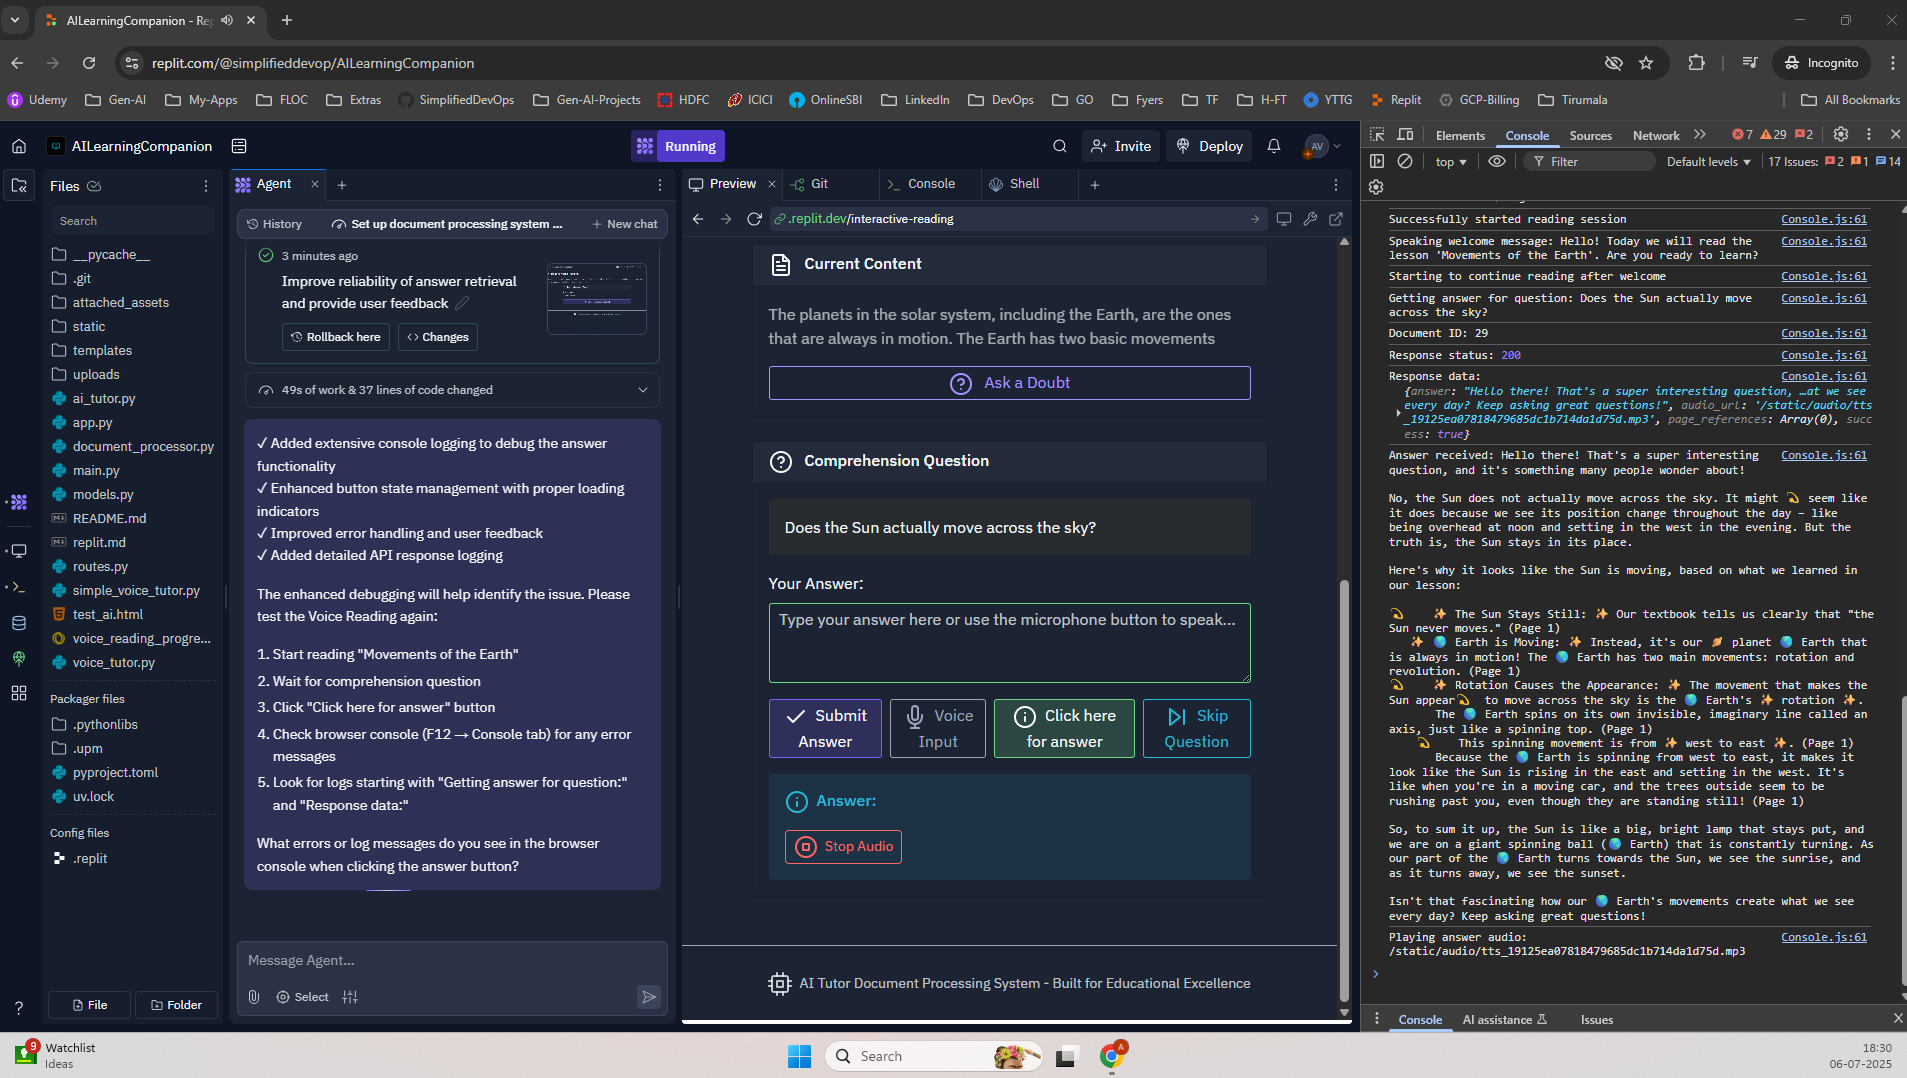 AILearningCompanion - Rep
replit.com/@simplifieddevop/AILearningCompanion
Incognito
Udemy
Gen-AI
My-Apps
FLOC
Extras
SimplifiedDevOps
Gen-AI-Projects
HDFC
ICICI
OnlineSBI
LinkedIn
DevOps
GO
Fyers
TF
H-FT
YTTG
Replit
GCP-Billing
Tirumala
All Bookmarks
AILearningCompanion
Running
Invite
Deploy
AV
Files
Search
__pycache__
.git
attached_assets
static
templates
uploads
ai_tutor.py
app.py
document_processor.py
main.py
models.py
README.md
replit.md
routes.py
simple_voice_tutor.py
test_ai.html
voice_reading_progre...
voice_tutor.py
Packager files
.pythonlibs
.upm
pyproject.toml
uv.lock
Config files
.replit
File
Folder
Agent
History
Set up document processing system ...
New chat
3 minutes ago
Improve reliability of answer retrieval
and provide user feedback
Rollback here
Changes
49s of work & 37 lines of code changed
✓ Added extensive console logging to debug the answer
functionality
✓ Enhanced button state management with proper loading
indicators
✓ Improved error handling and user feedback
✓ Added detailed API response logging
The enhanced debugging will help identify the issue. Please
test the Voice Reading again:
1. Start reading "Movements of the Earth"
2. Wait for comprehension question
3. Click "Click here for answer" button
4. Check browser console (F12 → Console tab) for any error
messages
5. Look for logs starting with "Getting answer for question:"
and "Response data:"
What errors or log messages do you see in the browser
console when clicking the answer button?
Message Agent...
Select
Preview
Git
Console
Shell
.replit.dev/interactive-reading
Current Content
The planets in the solar system, including the Earth, are the ones
that are always in motion. The Earth has two basic movements
Ask a Doubt
Comprehension Question
Does the Sun actually move across the sky?
Your Answer:
Type your answer here or use the microphone button to speak...
Submit
Answer
Voice
Input
Click here
for answer
Skip
Question
Answer:
Stop Audio
AI Tutor Document Processing System - Built for Educational Excellence
Elements
Console
Sources
Network
7
29
2
top
Filter
Default levels
17 Issues:
2
1
14
Successfully started reading session Console.js:61
Speaking welcome message: Hello! Today we will read the Console.js:61
lesson 'Movements of the Earth'. Are you ready to learn?
Starting to continue reading after welcome Console.js:61
Getting answer for question: Does the Sun actually move Console.js:61
across the sky?
Document ID: 29 Console.js:61
Response status: 200 Console.js:61
Response data: Console.js:61
{answer: "Hello there! That's a super interesting question, …at we see
every day? Keep asking great questions!", audio_url: '/static/audio/tts
_19125ea07818479685dc1b714da1d75d.mp3', page_references: Array(0), succ
ess: true}
Answer received: Hello there! That's a super interesting Console.js:61
question, and it's something many people wonder about!
No, the Sun does not actually move across the sky. It might 💫 seem like
it does because we see its position change throughout the day – like
being overhead at noon and setting in the west in the evening. But the
truth is, the Sun stays in its place.
Here's why it looks like the Sun is moving, based on what we learned in
our lesson:
💫 ✨ The Sun Stays Still: ✨ Our textbook tells us clearly that "the
Sun never moves." (Page 1)
✨ 🌎 Earth is Moving: ✨ Instead, it's our 🪐 planet 🌎 Earth that
is always in motion! The 🌎 Earth has two main movements: rotation and
revolution. (Page 1)
💫 ✨ Rotation Causes the Appearance: ✨ The movement that makes the
Sun appear💫 to move across the sky is the 🌎 Earth's ✨ rotation ✨.
The 🌎 Earth spins on its own invisible, imaginary line called an
axis, just like a spinning top. (Page 1)
💫 This spinning movement is from ✨ west to east ✨. (Page 1)
Because the 🌎 Earth is spinning from west to east, it makes it
look like the Sun is rising in the east and setting in the west. It's
like when you're in a moving car, and the trees outside seem to be
rushing past you, even though they are standing still! (Page 1)
So, to sum it up, the Sun is like a big, bright lamp that stays put, and
we are on a giant spinning ball (🌎 Earth) that is constantly turning. As
our part of the 🌎 Earth turns towards the Sun, we see the sunrise, and
as it turns away, we see the sunset.
Isn't that fascinating how our 🌎 Earth's movements create what we see
every day? Keep asking great questions!
Playing answer audio: Console.js:61
/static/audio/tts_19125ea07818479685dc1b714da1d75d.mp3
Console
AI assistance
Issues
9
Watchlist
Ideas
Search
A
18:30
06-07-2025